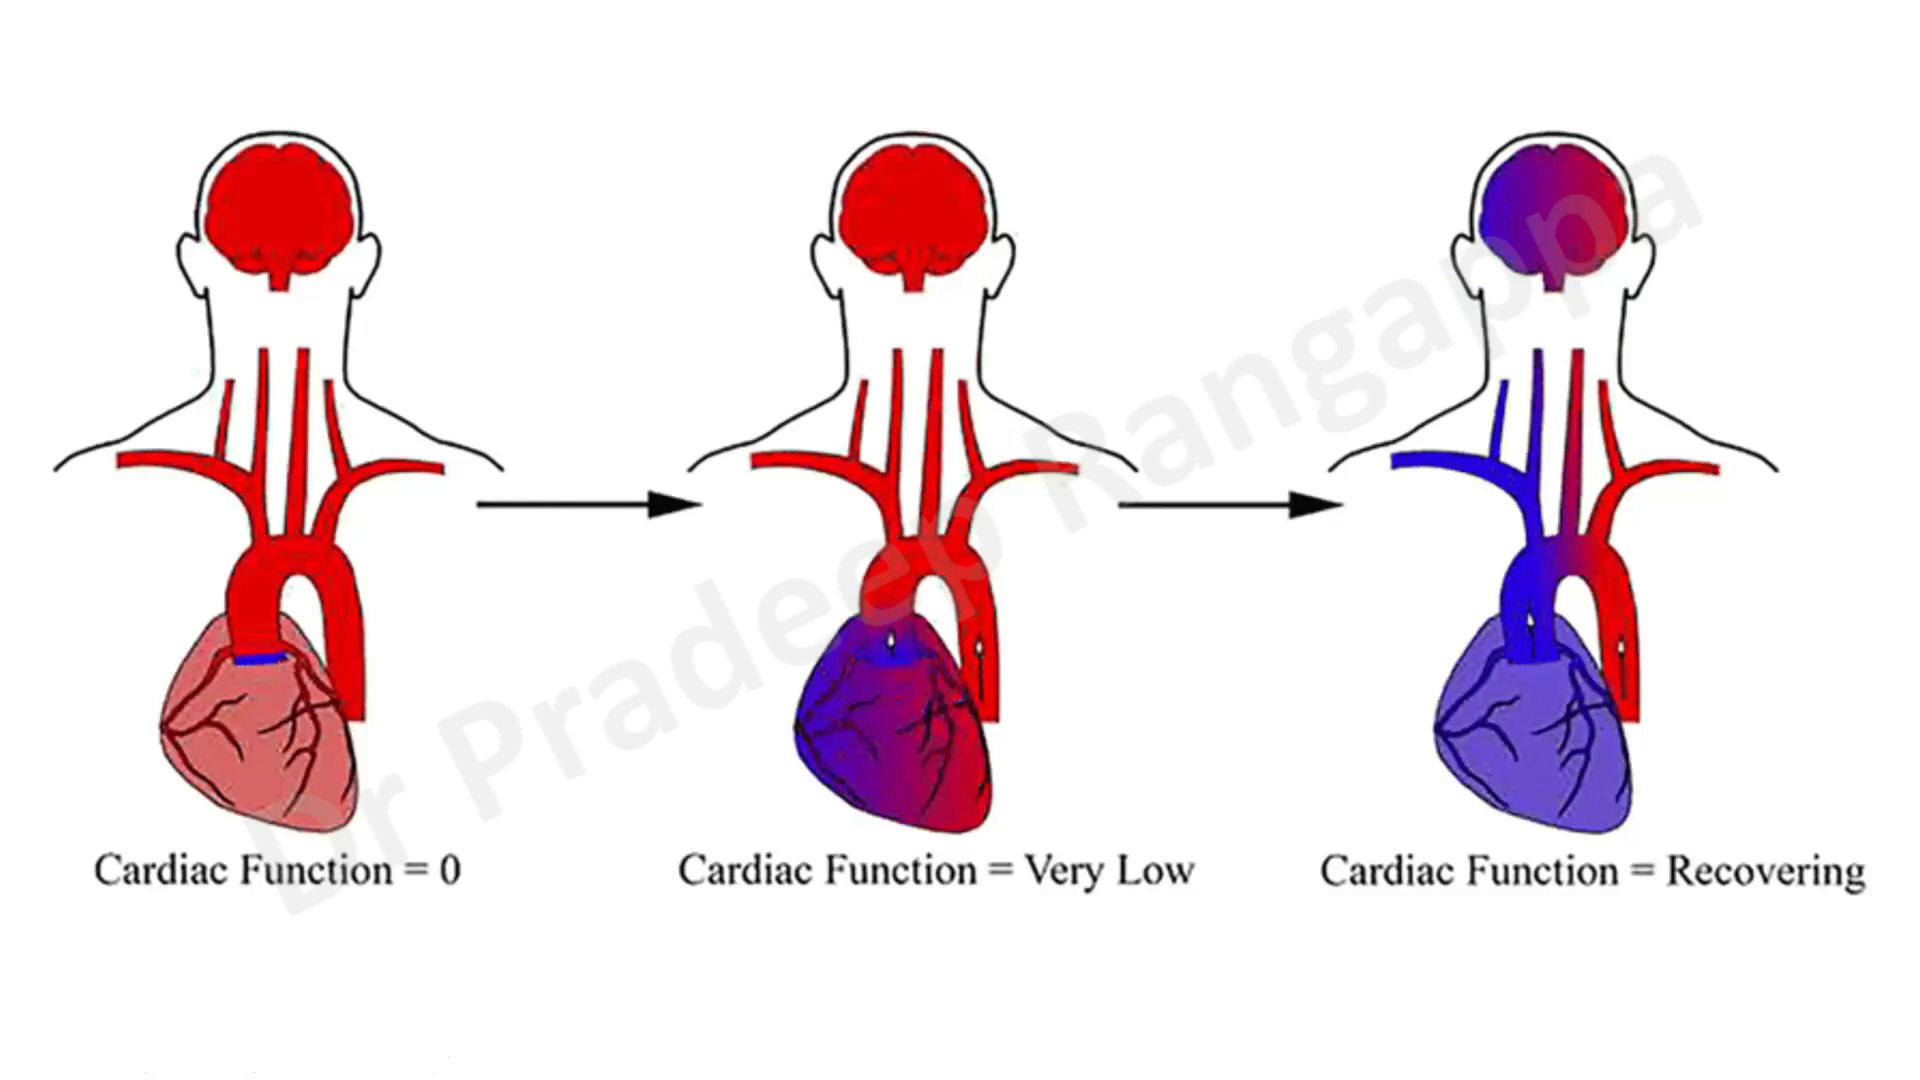 Dr Pradeep Rangappa
Cardiac Function = 0
Cardiac Function = Very Low
Cardiac Function = Recovering